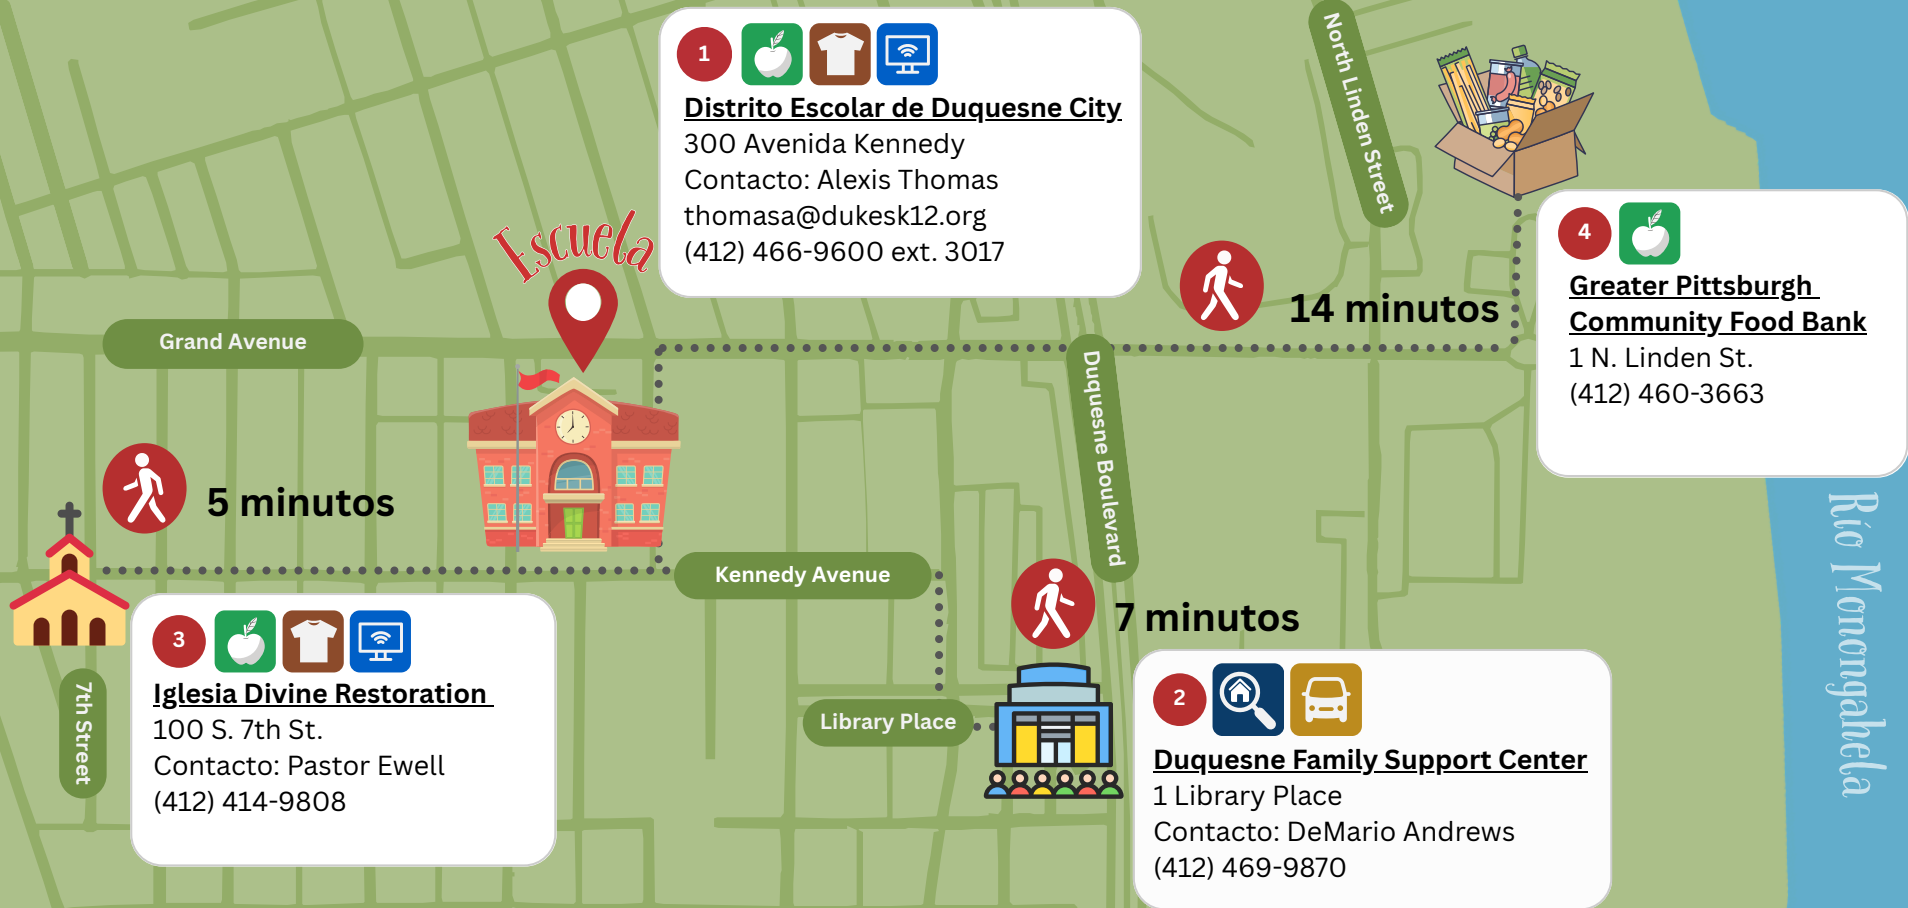 1
Distrito Escolar de Duquesne City
300 Avenida Kennedy
Contacto: Alexis Thomas
thomasa@dukesk12.org
(412) 466-9600 ext. 3017
North Linden Street
Escuela
4
Greater Pittsburgh
Community Food Bank
1 N. Linden St.
(412) 460-3663
14 minutos
Grand Avenue
Duquesne Boulevard
5 minutos
Kennedy Avenue
Río Monongahela
7 minutos
3
Iglesia Divine Restoration
100 S. 7th St.
Contacto: Pastor Ewell
(412) 414-9808
7th Street
Library Place
2
Duquesne Family Support Center
1 Library Place
Contacto: DeMario Andrews
(412) 469-9870